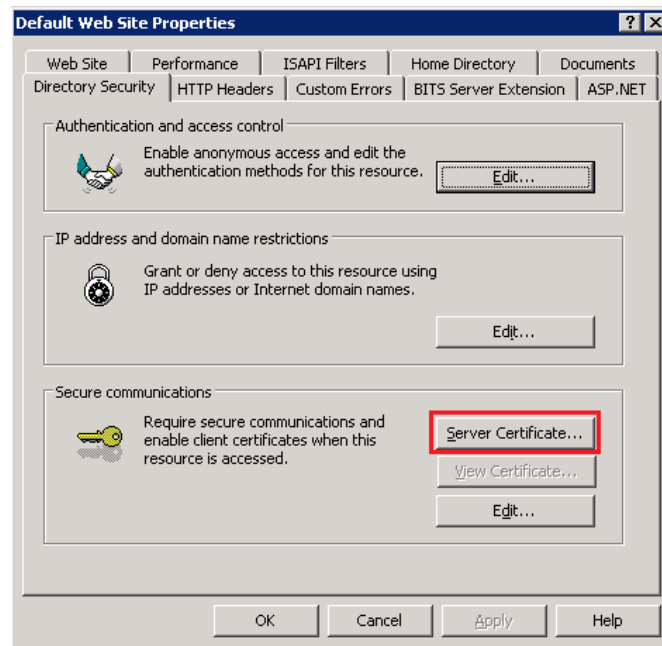 Default Web Site Properties
? X
Web Site Performance ISAPI Filters Home Directory Documents
Directory Security HTTP Headers Custom Errors BITS Server Extension ASP.NET
Authentication and access control
Enable anonymous access and edit the
authentication methods for this resource.
Edit...
IP address and domain name restrictions
Grant or deny access to this resource using
IP addresses or Internet domain names.
Edit...
Secure communications
Require secure communications and
enable client certificates when this
resource is accessed.
Server Certificate...
View Certificate...
Edit...
OK Cancel Apply Help